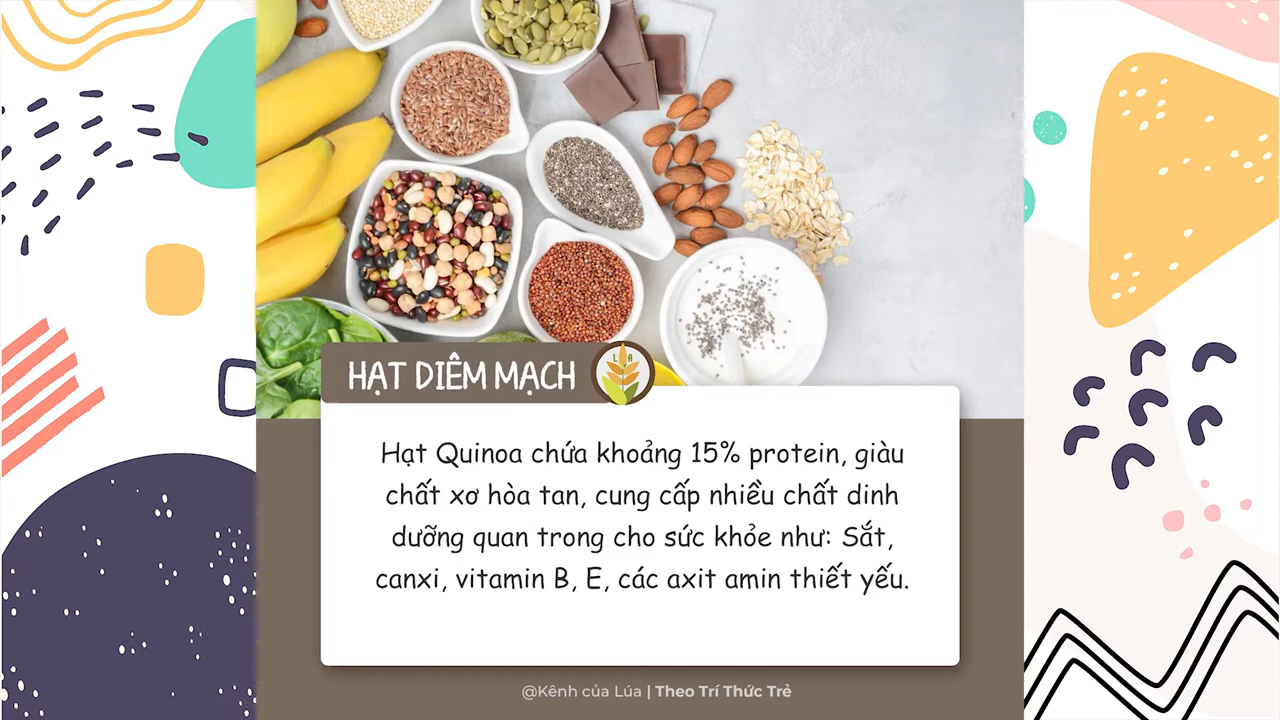 HẠT DIÊM MẠCH
LÚA
Hạt Quinoa chứa khoảng 15% protein, giàu
chất xơ hòa tan, cung cấp nhiều chất dinh
dưỡng quan trong cho sức khỏe như: Sắt,
canxi, vitamin B, E, các axit amin thiết yếu.
@Kênh của Lúa | Theo Trí Thức Trẻ